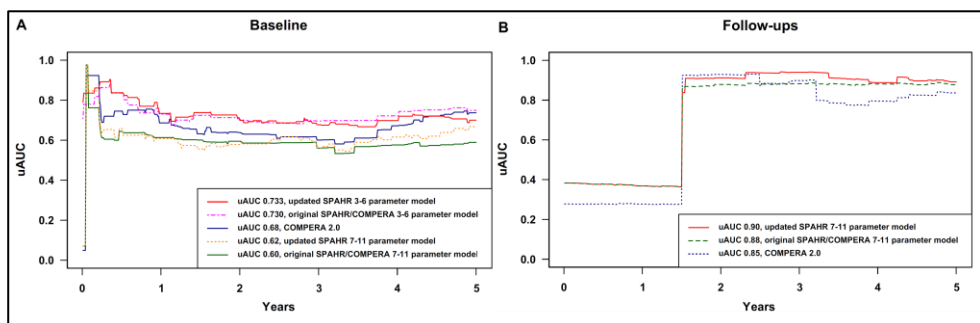 A
Baseline
uAUC
1.0
0.8
0.6
0.4
0.2
0.0
uAUC 0.733, updated SPAHR 3-6 parameter model
uAUC 0.730, original SPAHR/COMPERA 3-6 parameter model
uAUC 0.68, COMPERA 2.0
uAUC 0.62, updated SPAHR 7-11 parameter model
uAUC 0.60, original SPAHR/COMPERA 7-11 parameter model
0 1 2 3 4 5
Years
B
Follow-ups
uAUC
1.0
0.8
0.6
0.4
0.2
0.0
uAUC 0.90, updated SPAHR 7-11 parameter model
uAUC 0.88, original SPAHR/COMPERA 7-11 parameter model
uAUC 0.85, COMPERA 2.0
0 1 2 3 4 5
Years